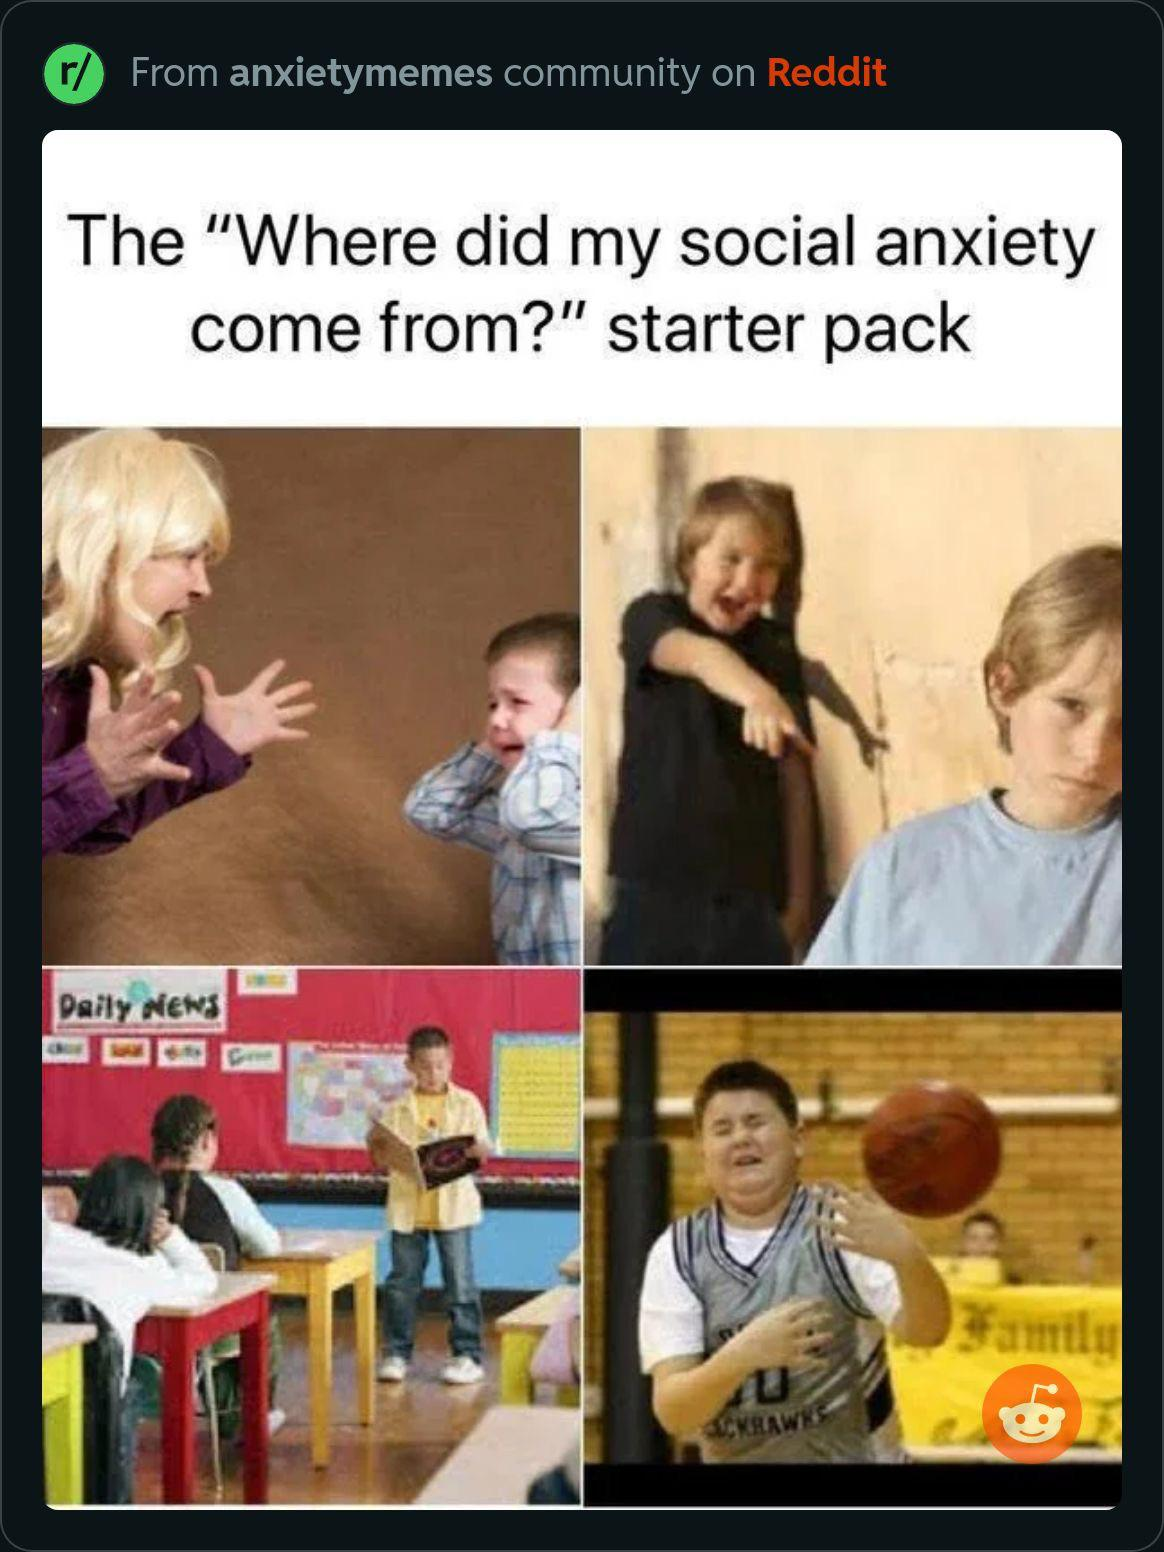 r/ From anxietymemes community on Reddit
The “Where did my social anxiety
come from?” starter pack
Daily News
Family